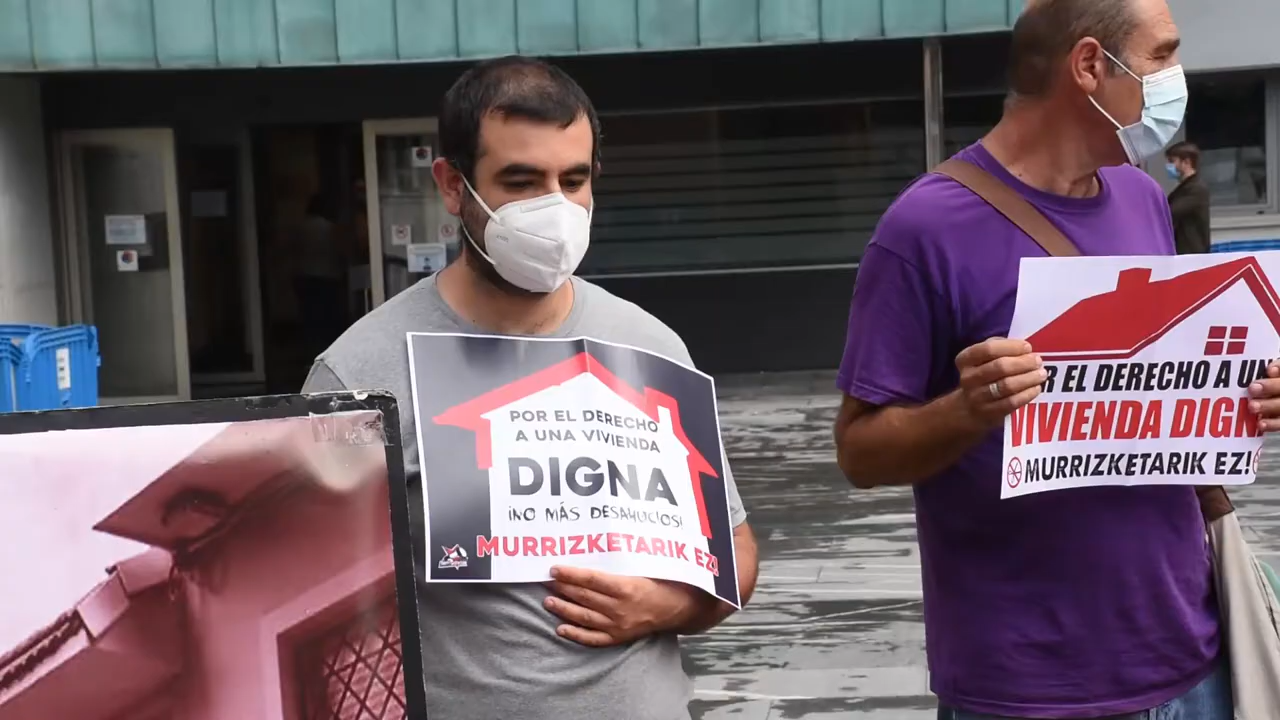 POR EL DERECHO
A UNA VIVIENDA
DIGNA
¡NO MÁS DESAHUCIOS!
MURRIZKETARIK EZ!
R EL DERECHO A UN
VIVIENDA DIGN
MURRIZKETARIK EZ!